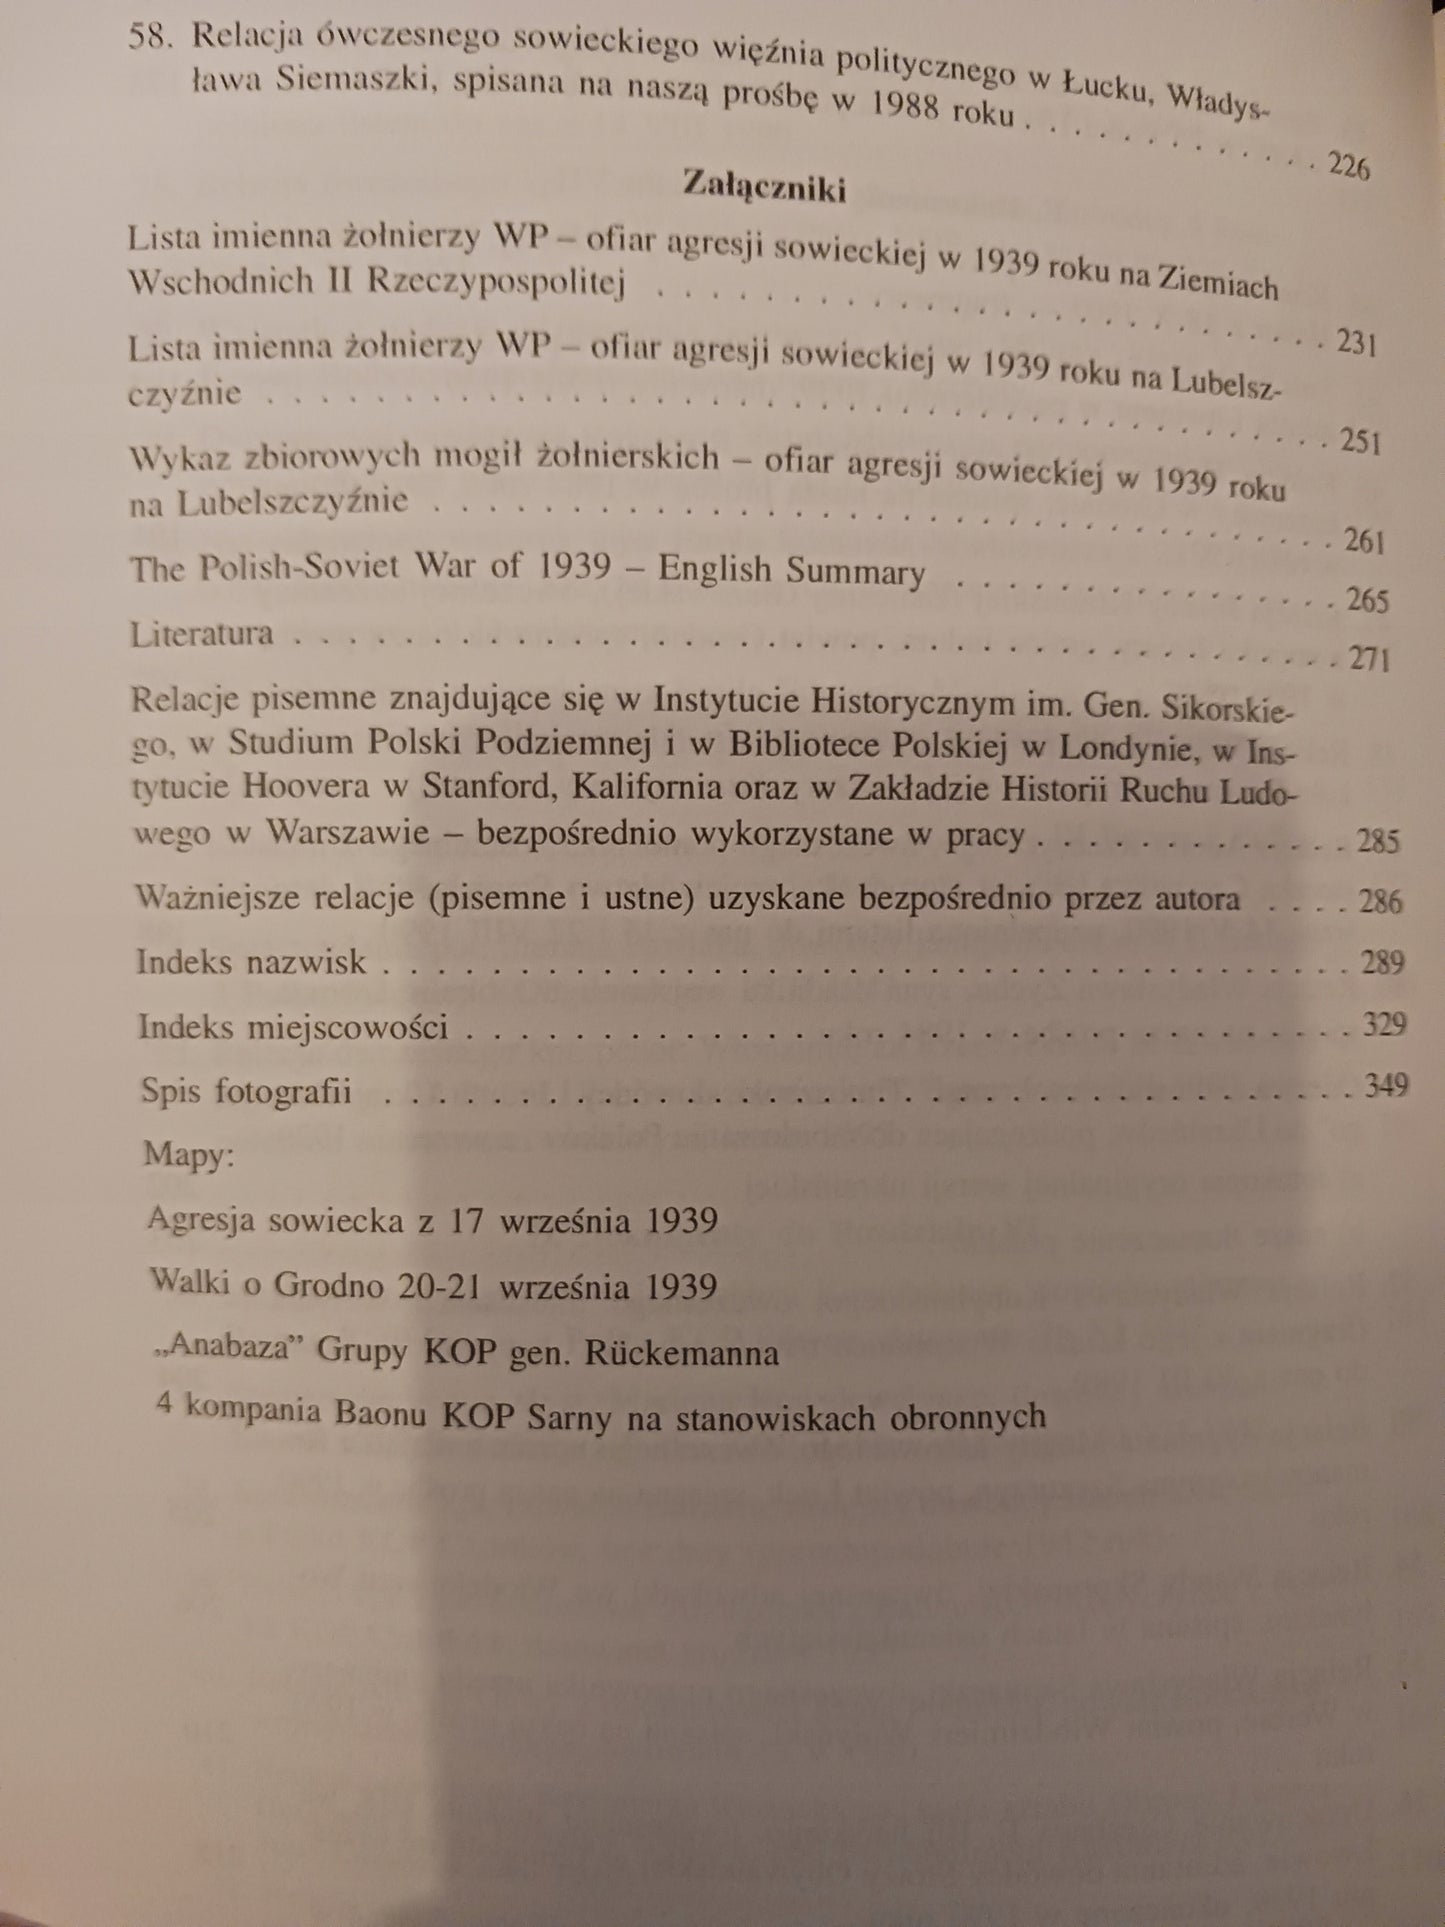 58. Relacja ówczesnego sowieckiego więźnia politycznego w Łucku, Władys-
ława Siemaszki, spisana na naszą prośbę w 1988 roku . . . . . . . . . . . . . 226
Załączniki
Lista imienna żołnierzy WP – ofiar agresji sowieckiej w 1939 roku na Ziemiach
Wschodnich II Rzeczypospolitej . . . . . . . . . . . . . . . . . . . . . . . . . 231
Lista imienna żołnierzy WP – ofiar agresji sowieckiej w 1939 roku na Lubelsz-
czyźnie . . . . . . . . . . . . . . . . . . . . . . . . . . . . . . . . . . . . . . . 251
Wykaz zbiorowych mogił żołnierskich – ofiar agresji sowieckiej w 1939 roku
na Lubelszczyźnie . . . . . . . . . . . . . . . . . . . . . . . . . . . . . . . . . 261
The Polish-Soviet War of 1939 – English Summary . . . . . . . . . . . . . . . 265
Literatura . . . . . . . . . . . . . . . . . . . . . . . . . . . . . . . . . . . . . . 271
Relacje pisemne znajdujące się w Instytucie Historycznym im. Gen. Sikorskie-
go, w Studium Polski Podziemnej i w Bibliotece Polskiej w Londynie, w Ins-
tytucie Hoovera w Stanford, Kalifornia oraz w Zakładzie Historii Ruchu Ludo-
wego w Warszawie – bezpośrednio wykorzystane w pracy . . . . . . . . . . . . 285
Ważniejsze relacje (pisemne i ustne) uzyskane bezpośrednio przez autora . . . . 286
Indeks nazwisk . . . . . . . . . . . . . . . . . . . . . . . . . . . . . . . . . . . 289
Indeks miejscowości . . . . . . . . . . . . . . . . . . . . . . . . . . . . . . . . 329
Spis fotografii . . . . . . . . . . . . . . . . . . . . . . . . . . . . . . . . . . . 349
Mapy:
Agresja sowiecka z 17 września 1939
Walki o Grodno 20-21 września 1939
„Anabaza” Grupy KOP gen. Rückemanna
4 kompania Baonu KOP Sarny na stanowiskach obronnych